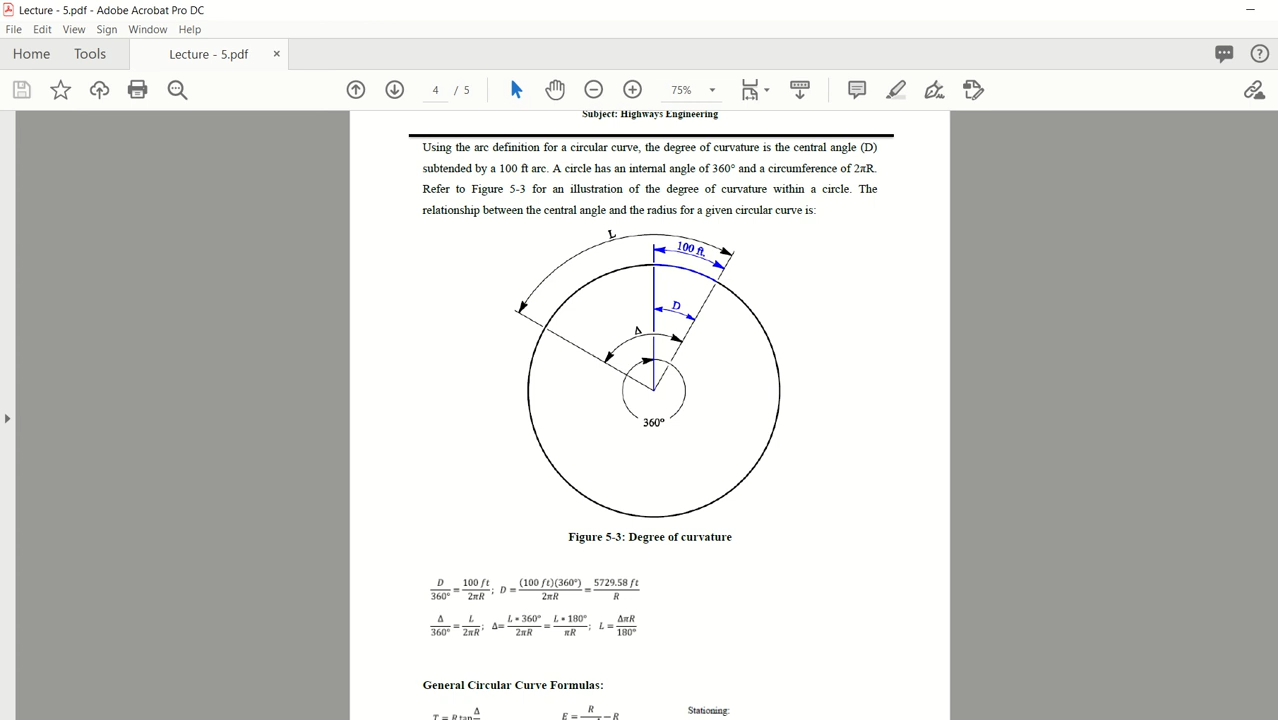 Lecture - 5.pdf - Adobe Acrobat Pro DC
File Edit View Sign Window Help
Home Tools Lecture - 5.pdf ×
4 / 5 75%
Subject: Highways Engineering
Using the arc definition for a circular curve, the degree of curvature is the central angle (D)
subtended by a 100 ft arc. A circle has an internal angle of 360° and a circumference of 2πR.
Refer to Figure 5-3 for an illustration of the degree of curvature within a circle. The
relationship between the central angle and the radius for a given circular curve is:
L
100 ft.
D
Δ
360°
Figure 5-3: Degree of curvature
D/360° = 100 ft/2πR; D = (100 ft)(360°)/2πR = 5729.58 ft/R
Δ/360° = L/2πR; Δ= L * 360°/2πR = L * 180°/πR; L = ΔπR/180°
General Circular Curve Formulas:
T = R tan Δ
E = R − R
Stationing: